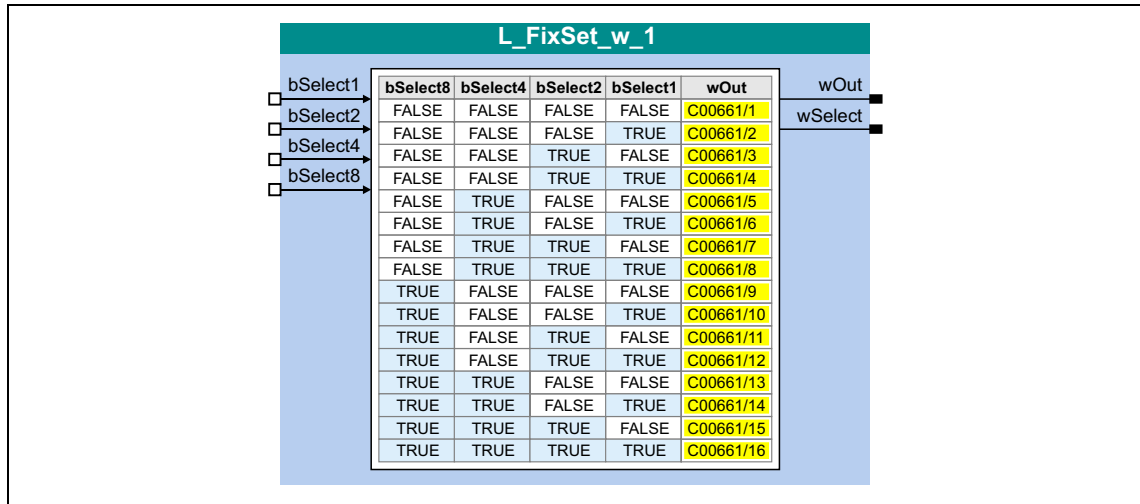 L_FixSet_w_1
bSelect1
bSelect2
bSelect4
bSelect8
bSelect8 bSelect4 bSelect2 bSelect1 wOut
FALSE FALSE FALSE FALSE C00661/1
FALSE FALSE FALSE TRUE C00661/2
FALSE FALSE TRUE FALSE C00661/3
FALSE FALSE TRUE TRUE C00661/4
FALSE TRUE FALSE FALSE C00661/5
FALSE TRUE FALSE TRUE C00661/6
FALSE TRUE TRUE FALSE C00661/7
FALSE TRUE TRUE TRUE C00661/8
TRUE FALSE FALSE FALSE C00661/9
TRUE FALSE FALSE TRUE C00661/10
TRUE FALSE TRUE FALSE C00661/11
TRUE FALSE TRUE TRUE C00661/12
TRUE TRUE FALSE FALSE C00661/13
TRUE TRUE FALSE TRUE C00661/14
TRUE TRUE TRUE FALSE C00661/15
TRUE TRUE TRUE TRUE C00661/16
wOut
wSelect